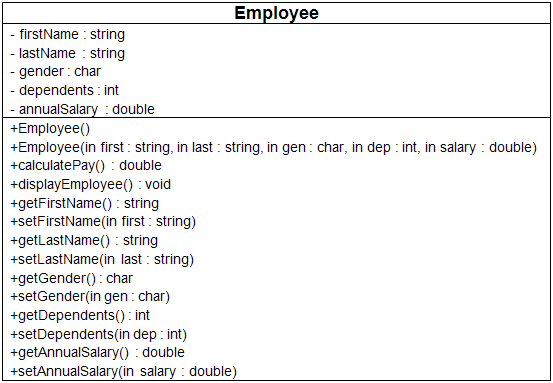 Employee
- firstName : string
- lastName : string
- gender : char
- dependents : int
- annualSalary : double
+Employee()
+Employee(in first : string, in last : string, in gen : char, in dep : int, in salary : double)
+calculatePay() : double
+displayEmployee() : void
+getFirstName() : string
+setFirstName(in first : string)
+getLastName() : string
+setLastName(in last : string)
+getGender() : char
+setGender(in gen : char)
+getDependents() : int
+setDependents(in dep : int)
+getAnnualSalary() : double
+setAnnualSalary(in salary : double)